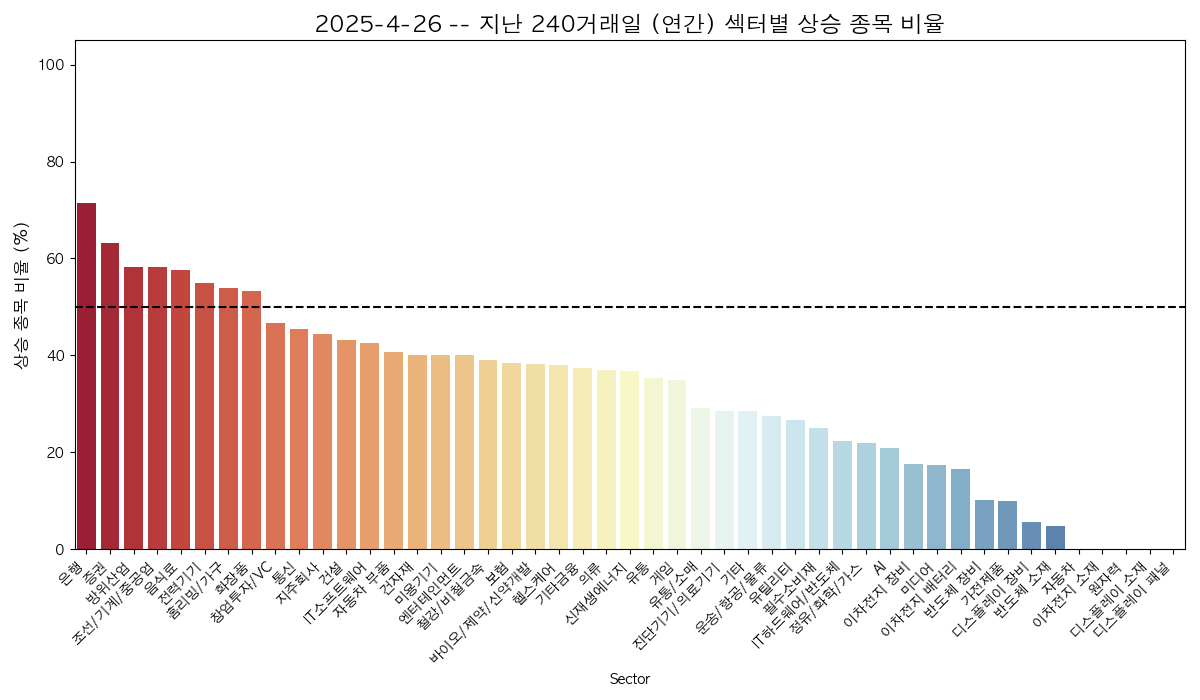 2025-4-26 -- 지난 240거래일 (연간) 섹터별 상승 종목 비율
상승 종목 비율 (%)
100
80
60
40
20
0
은행
증권
방위산업
조선/기계/중공업
음식료
전력기기
홈리빙/가구
화장품
창업투자/VC
통신
지주회사
건설
IT소프트웨어
자동차 부품
건자재
미용기기
엔터테인먼트
철강/비철금속
보험
바이오/제약/신약개발
헬스케어
기타금융
의류
신재생에너지
유통
게임
유통/소매
진단기기/의료기기
기타
운송/항공/물류
유틸리티
필수소비재
IT하드웨어/반도체
정유/화학/가스
AI
이차전지 장비
미디어
이차전지 배터리
반도체 장비
가전제품
디스플레이 장비
반도체 소재
자동차
이차전지 소재
원자력
디스플레이 소재
디스플레이 패널
Sector